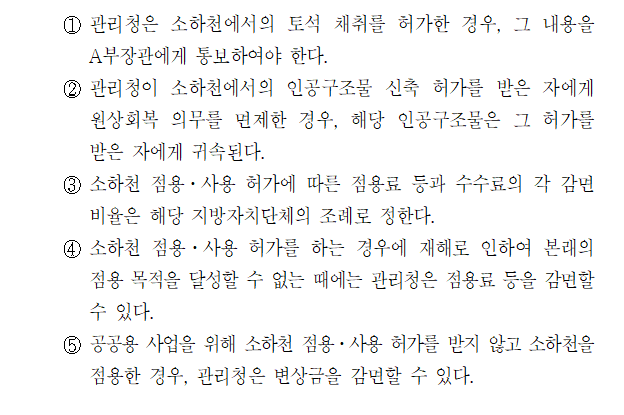 ① 관리청은 소하천에서의 토석 채취를 허가한 경우, 그 내용을
A부장관에게 통보하여야 한다.
② 관리청이 소하천에서의 인공구조물 신축 허가를 받은 자에게
원상회복 의무를 면제한 경우, 해당 인공구조물은 그 허가를
받은 자에게 귀속된다.
③ 소하천 점용･사용 허가에 따른 점용료 등과 수수료의 각 감면
비율은 해당 지방자치단체의 조례로 정한다.
④ 소하천 점용･사용 허가를 하는 경우에 재해로 인하여 본래의
점용 목적을 달성할 수 없는 때에는 관리청은 점용료 등을 감면할
수 있다.
⑤ 공공용 사업을 위해 소하천 점용･사용 허가를 받지 않고 소하천을
점용한 경우, 관리청은 변상금을 감면할 수 있다.